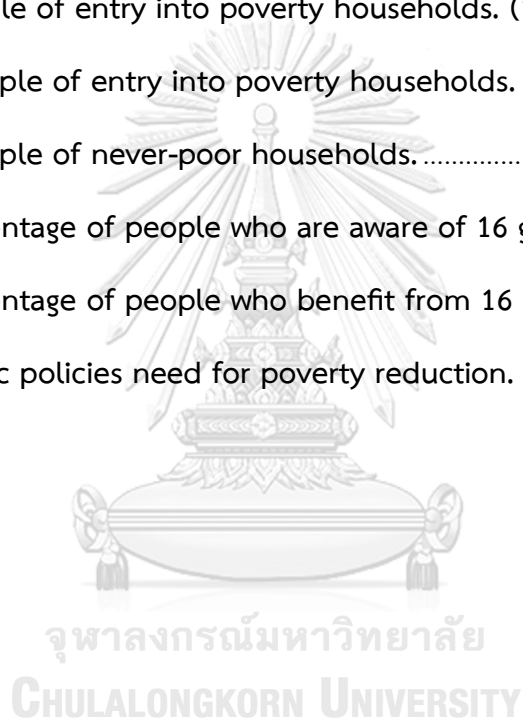 le of entry into poverty households. (
ple of entry into poverty households.
ple of never-poor households. ...............
ntage of people who are aware of 16 g
ntage of people who benefit from 16
c policies need for poverty reduction.
จุฬาลงกรณ์มหาวิทยาลัย
CHULALONGKORN UNIVERSITY